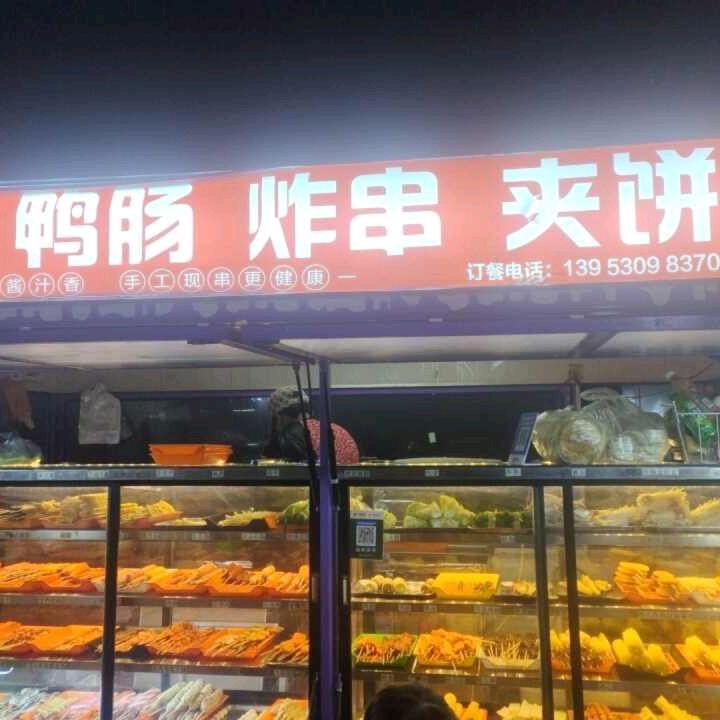 鸭肠 炸串 夹饼
酱汁香 手工现串更健康
订餐电话：139 5309 8370